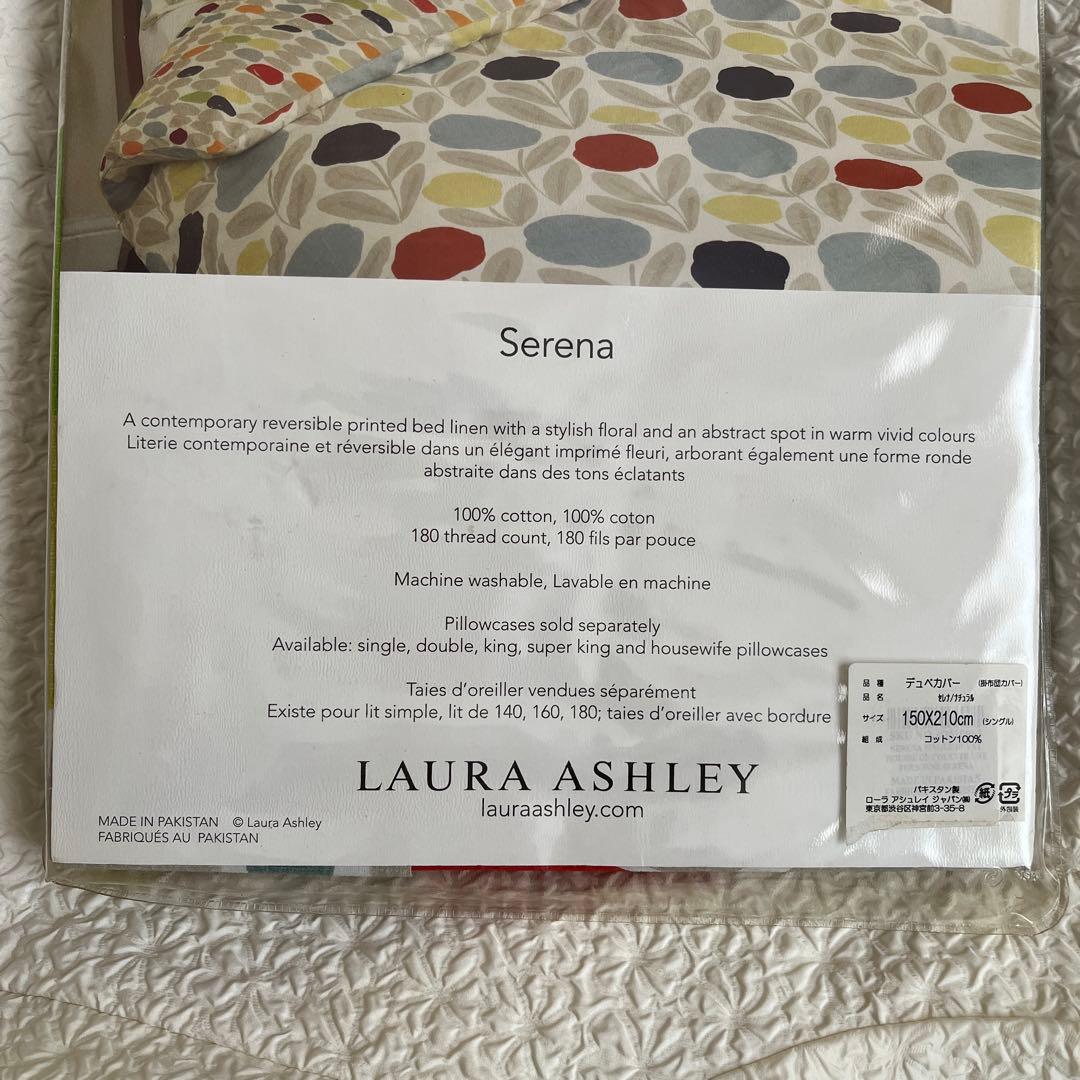 Serena
A contemporary reversible printed bed linen with a stylish floral and an abstract spot in warm vivid colours
Literie contemporaine et réversible dans un élégant imprimé fleuri, arborant également une forme ronde
abstraite dans des tons éclatants
100% cotton, 100% coton
180 thread count, 180 fils par pouce
Machine washable, Lavable en machine
Pillowcases sold separately
Available: single, double, king, super king and housewife pillowcases
Taies d'oreiller vendues séparément
Existe pour lit simple, lit de 140, 160, 180; taies d'oreiller avec bordure
LAURA ASHLEY
lauraashley.com
MADE IN PAKISTAN © Laura Ashley
FABRIQUÉS AU PAKISTAN
品種 デュベカバー (掛布団カバー)
品名 セレナ/ナチュラル
サイズ 150X210cm (シングル)
組成 コットン100%
パキスタン製
ローラ アシュレイ ジャパン㈱
東京都渋谷区神宮前3-35-8
紙 プラ
外包装